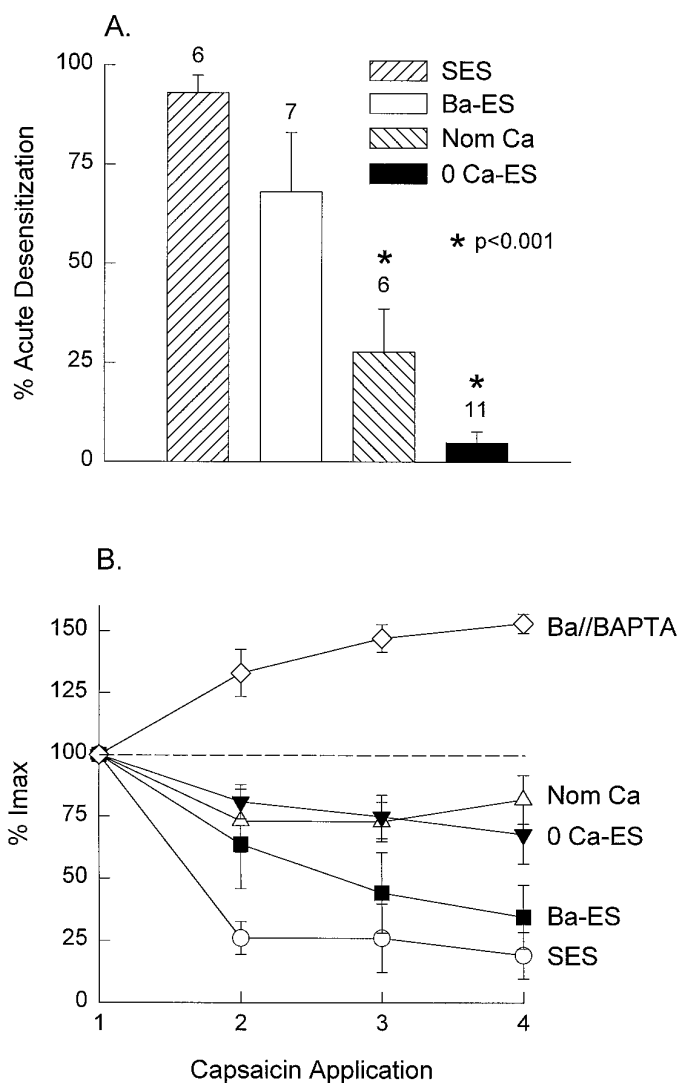 A.
% Acute Desensitization
100
75
50
25
0
6
7
* 6
* 11
SES
Ba-ES
Nom Ca
0 Ca-ES
* p<0.001
B.
% Imax
150
125
100
75
50
25
0
Ba//BAPTA
Nom Ca
0 Ca-ES
Ba-ES
SES
1 2 3 4
Capsaicin Application